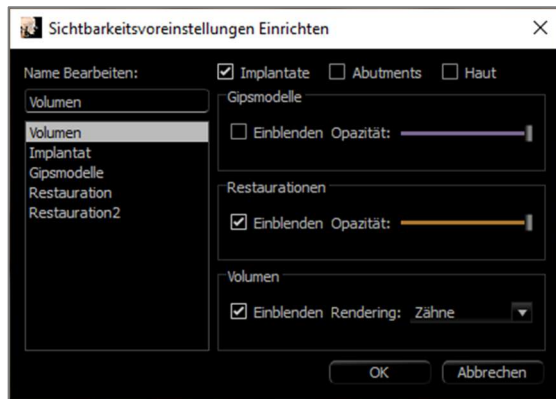 Sichtbarkeitsvoreinstellungen Einrichten
Name Bearbeiten:
Volumen
Volumen
Implantat
Gipsmodelle
Restauration
Restauration2
Implantate Abutments Haut
Gipsmodelle
Einblenden Opazität:
Restaurationen
Einblenden Opazität:
Volumen
Einblenden Rendering: Zähne
OK Abbrechen